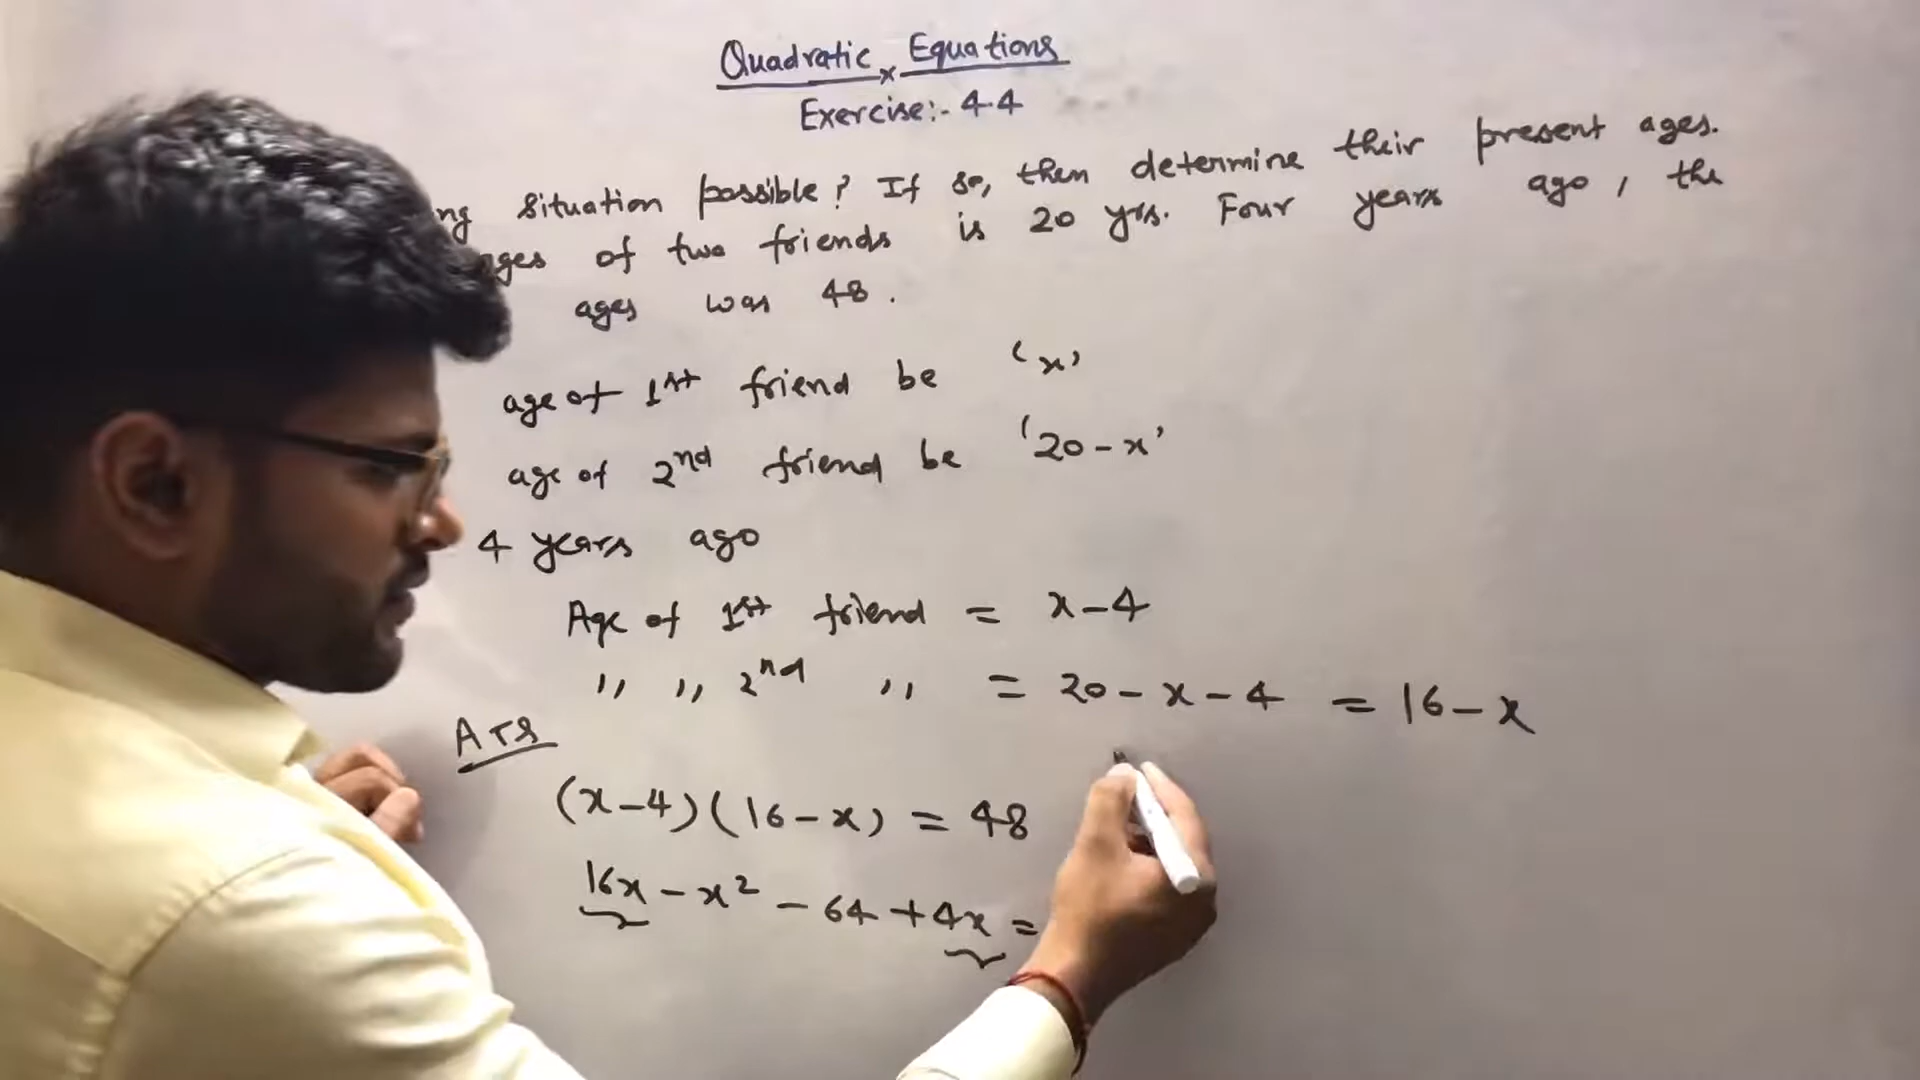 Quadratic Equations
Exercise:- 4.4
situation possible? If so, then determine their present ages.
of two friends is 20 yrs. Four years ago, the
ages was 48.
age of 1st friend be 'x'
age of 2nd friend be '20-x'
4 years ago
Age of 1st friend = x-4
,, ,, 2nd ,, = 20-x-4 = 16-x
ATS
(x-4)(16-x) = 48
16x - x² - 64 + 4x =